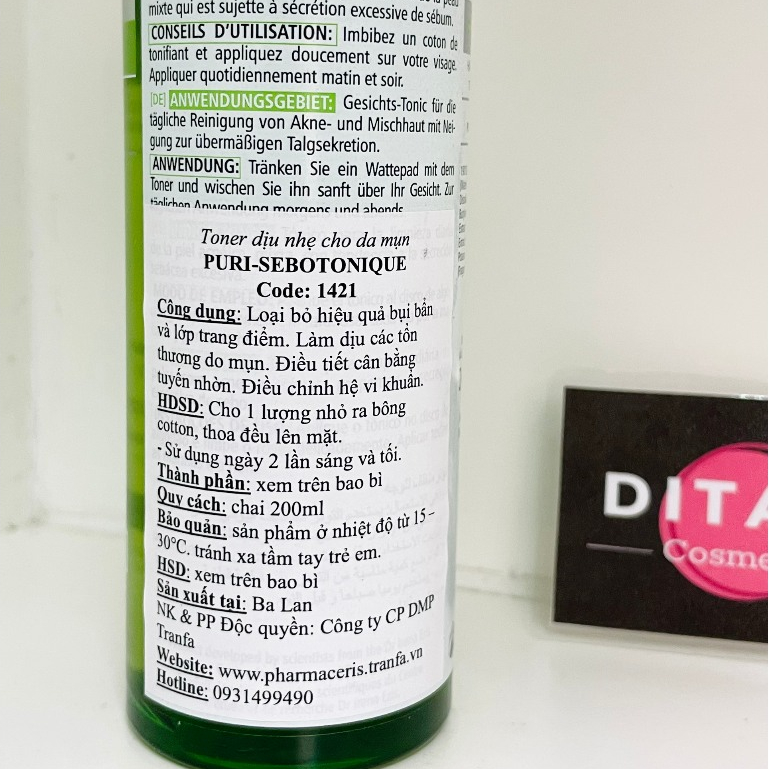 mixte qui est sujette à sécrétion excessive de sébum.
CONSEILS D'UTILISATION: Imbibez un coton de
tonifiant et appliquez doucement sur votre visage.
Appliquer quotidiennement matin et soir.
[DE] ANWENDUNGSGEBIET: Gesichts-Tonic für die
tägliche Reinigung von Akne- und Mischhaut mit Nei-
gung zur übermäßigen Talgsekretion.
ANWENDUNG: Tränken Sie ein Wattepad mit dem
Toner und wischen Sie ihn sanft über Ihr Gesicht. Zur
täglichen Anwendung morgens und abends
Toner dịu nhẹ cho da mụn
PURI-SEBOTONIQUE
Code: 1421
Công dụng: Loại bỏ hiệu quả bụi bẩn
và lớp trang điểm. Làm dịu các tổn
thương do mụn. Điều tiết cân bằng
tuyến nhờn. Điều chỉnh hệ vi khuẩn.
HDSD: Cho 1 lượng nhỏ ra bông
cotton, thoa đều lên mặt.
- Sử dụng ngày 2 lần sáng và tối.
Thành phần: xem trên bao bì
Quy cách: chai 200ml
Bảo quản: sản phẩm ở nhiệt độ từ 15 –
30°C. tránh xa tầm tay trẻ em.
HSD: xem trên bao bì
Sản xuất tại: Ba Lan
NK & PP Độc quyền: Công ty CP DMP
Tranfa
Website: www.pharmaceris.tranfa.vn
Hotline: 0931499490
DITA
Cosme